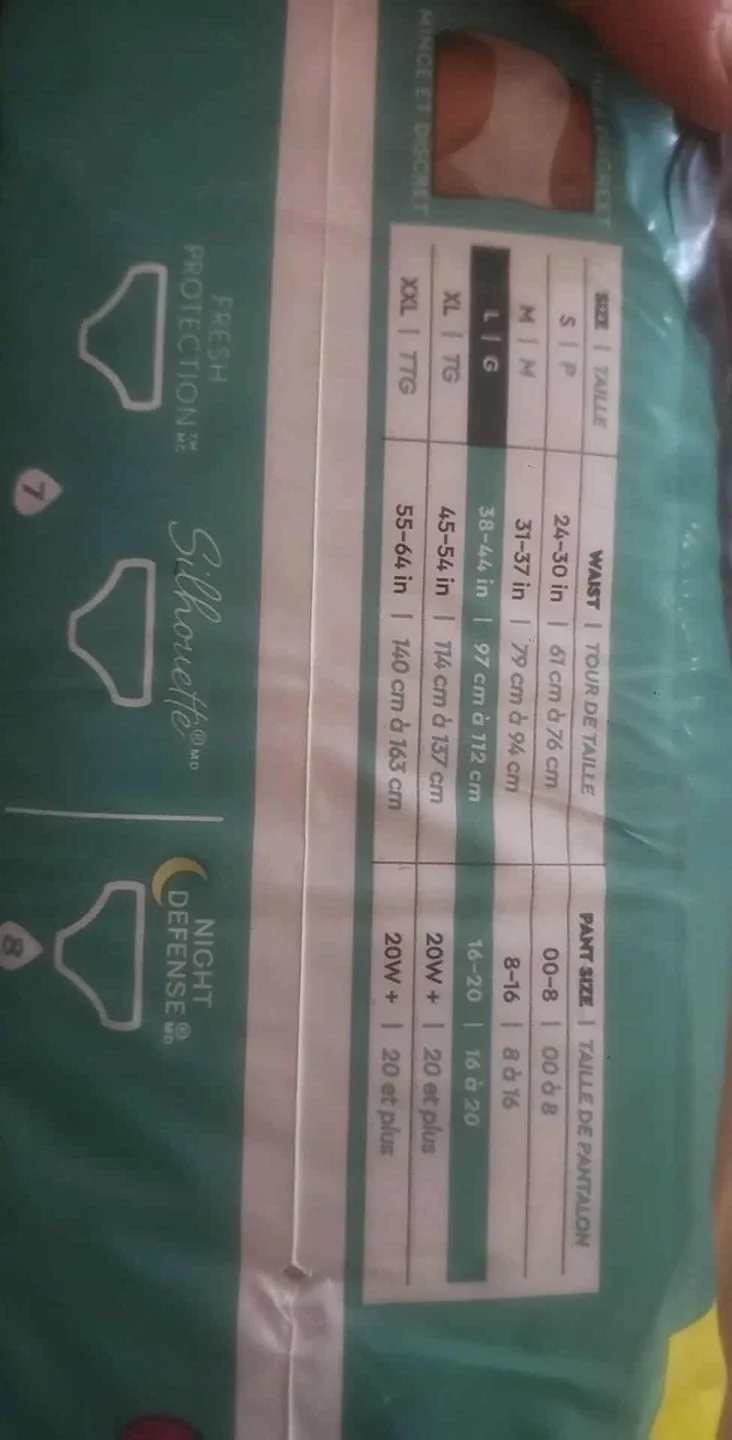 MINCE ET DISCRET
SIZE | TAILLE WAIST | TOUR DE TAILLE PANT SIZE | TAILLE DE PANTALON
S | P 24-30 in | 61 cm à 76 cm 00-8 | 00 à 8
M | M 31-37 in | 79 cm à 94 cm 8-16 | 8 à 16
L | G 38-44 in | 97 cm à 112 cm 16-20 | 16 à 20
XL | TG 45-54 in | 114 cm à 137 cm 20W + | 20 et plus
XXL | TTG 55-64 in | 140 cm à 163 cm 20W + | 20 et plus
FRESH
PROTECTION™ MC
Silhouette® MD
NIGHT
DEFENSE® MD
7
8